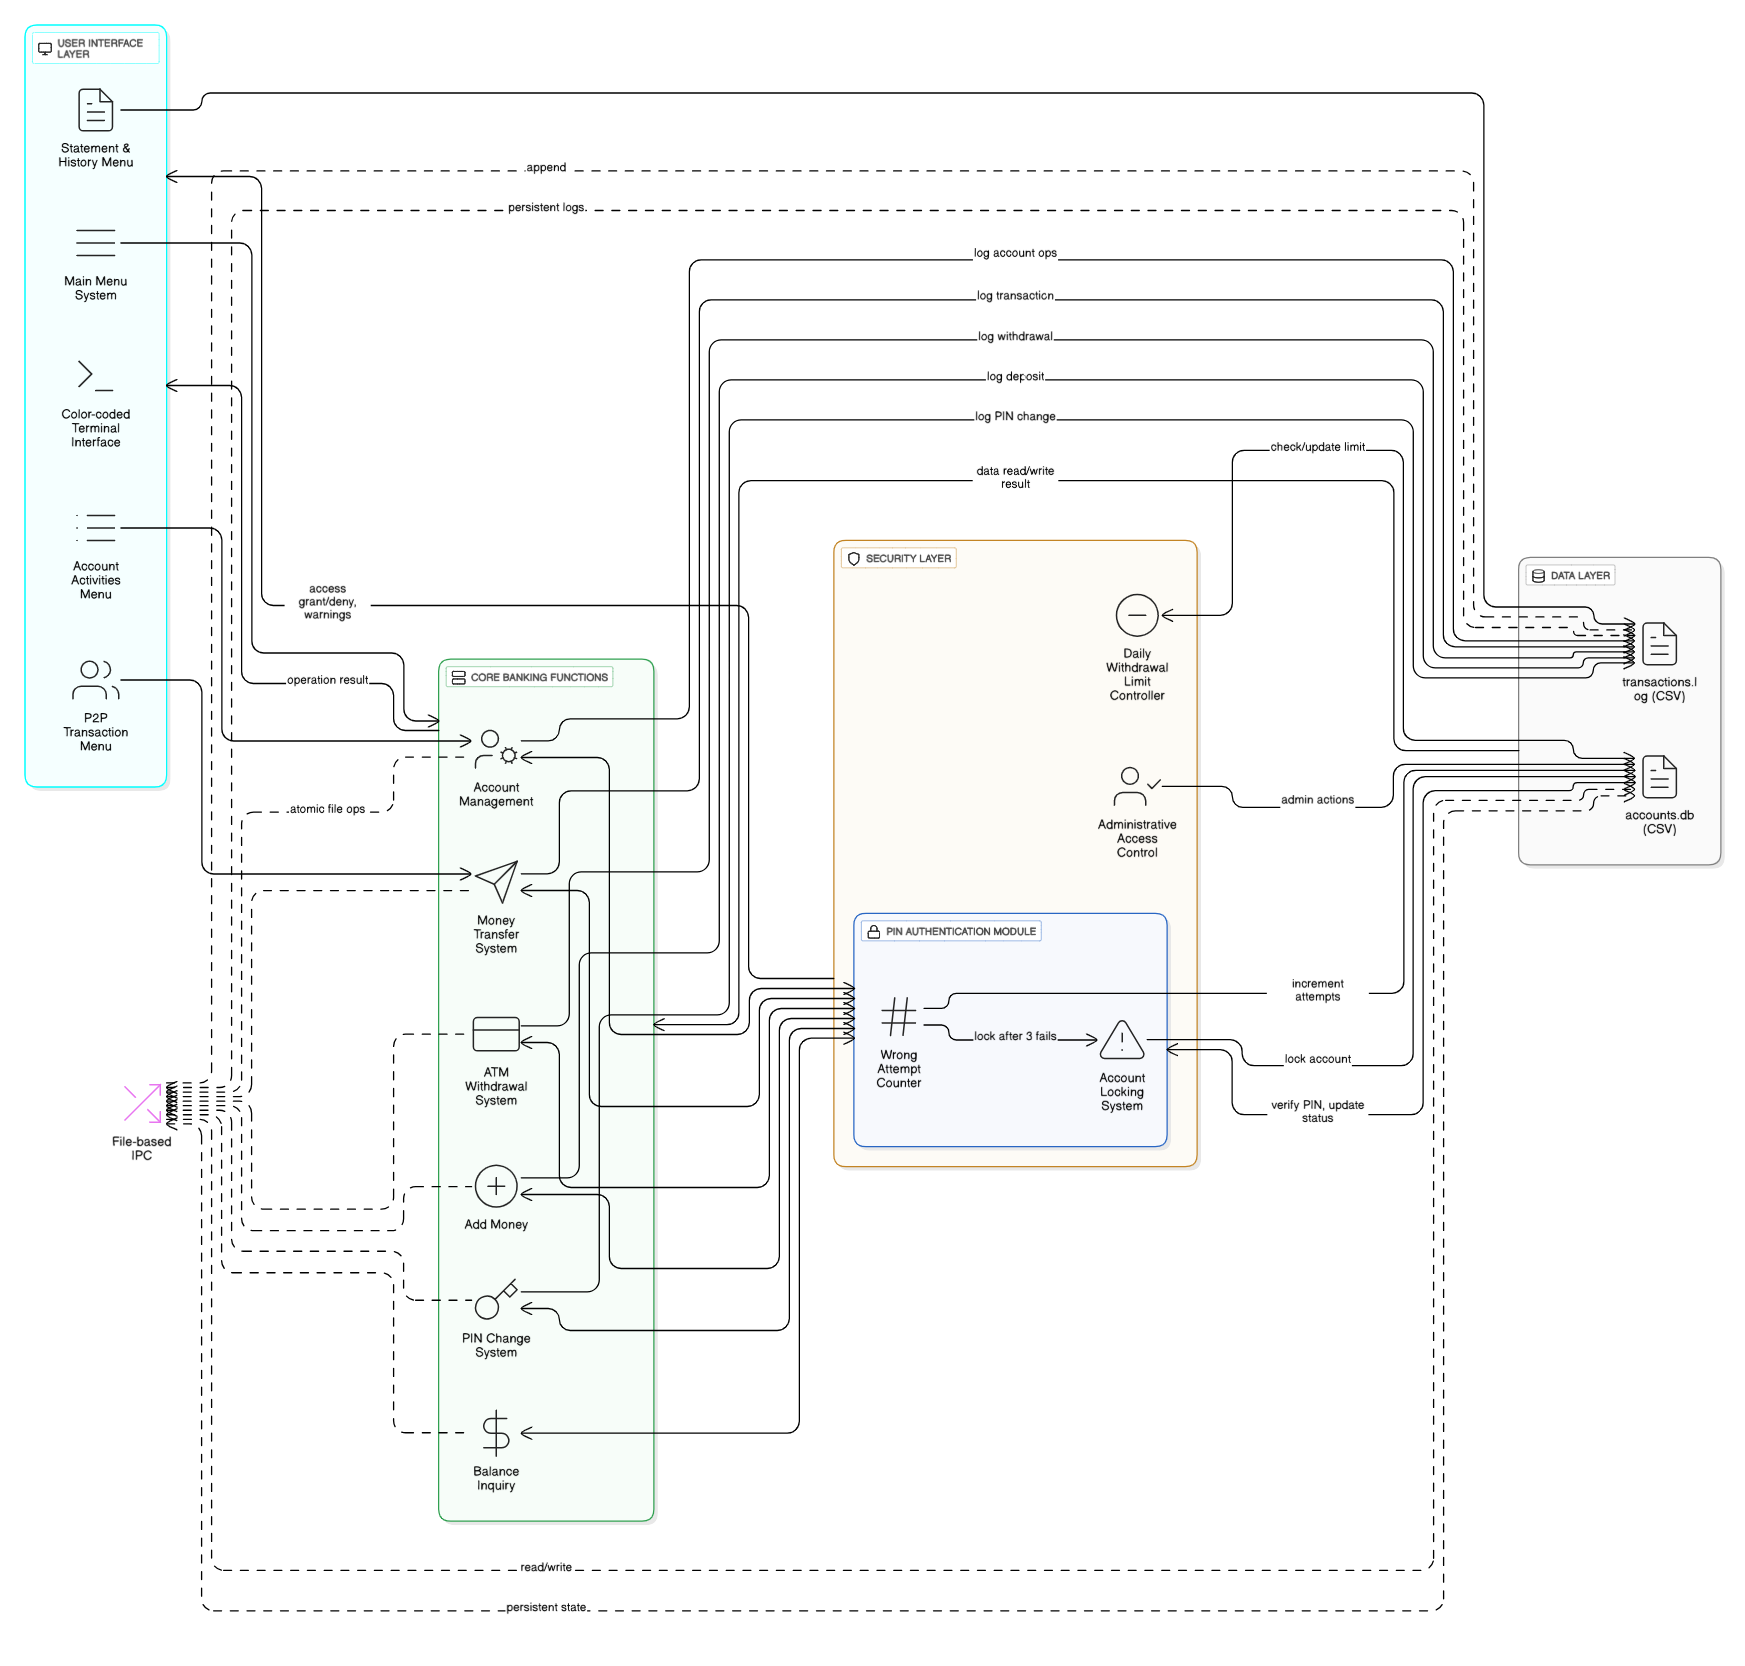 USER INTERFACE
LAYER
Statement &
History Menu
Main Menu
System
Color-coded
Terminal
Interface
Account
Activities
Menu
P2P
Transaction
Menu
append
persistent logs
log account ops
log transaction
log withdrawal
log deposit
log PIN change
check/update limit
data read/write
result
access
grant/deny,
warnings
operation result
atomic file ops
CORE BANKING FUNCTIONS
Account
Management
Money
Transfer
System
ATM
Withdrawal
System
Add Money
PIN Change
System
Balance
Inquiry
File-based
IPC
SECURITY LAYER
Daily
Withdrawal
Limit
Controller
Administrative
Access
Control
admin actions
PIN AUTHENTICATION MODULE
Wrong
Attempt
Counter
lock after 3 fails
Account
Locking
System
increment
attempts
lock account
verify PIN, update
status
DATA LAYER
transactions.l
og (CSV)
accounts.db
(CSV)
read/write
persistent state